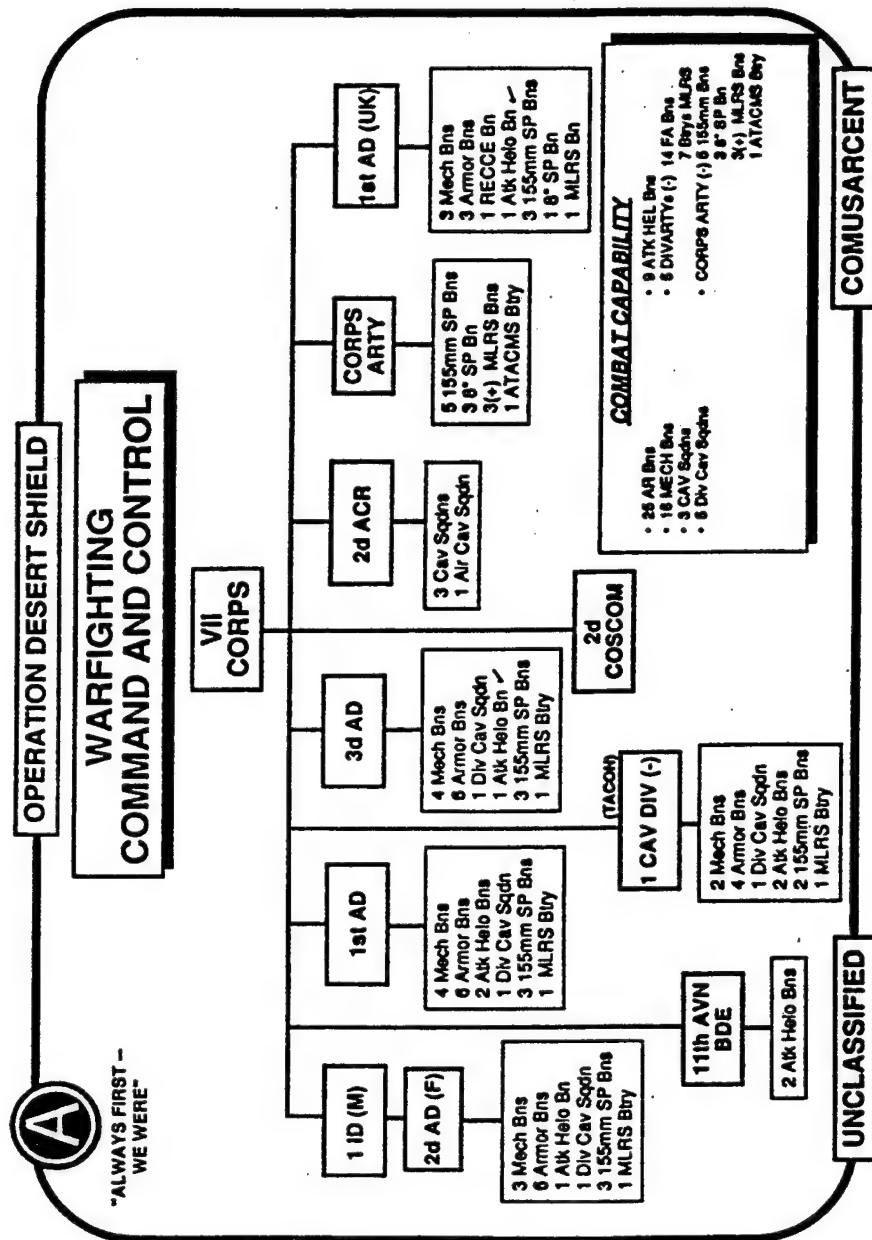 OPERATION DESERT SHIELD
A
"ALWAYS FIRST –
WE WERE"
WARFIGHTING
COMMAND AND CONTROL
VII
CORPS
1 ID (M)
2d AD (F)
3 Mech Bns
6 Armor Bns
1 Atk Helo Bn
1 Div Cav Sqdn
3 155mm SP Bns
1 MLRS Btry
11th AVN
BDE
2 Atk Helo Bns
1st AD
4 Mech Bns
6 Armor Bns
2 Atk Helo Bns
1 Div Cav Sqdn
3 155mm SP Bns
1 MLRS Btry
(TACON)
1 CAV DIV (-)
2 Mech Bns
4 Armor Bns
1 Div Cav Sqdn
2 Atk Helo Bns
2 155mm SP Bns
1 MLRS Btry
3d AD
4 Mech Bns
6 Armor Bns
1 Div Cav Sqdn
1 Atk Helo Bn ✓
3 155mm SP Bns
1 MLRS Btry
2d
COSCOM
2d ACR
3 Cav Sqdns
1 Air Cav Sqdn
CORPS
ARTY
5 155mm SP Bns
3 8" SP Bn
3(+) MLRS Bns
1 ATACMS Btry
1st AD (UK)
3 Mech Bns
3 Armor Bns
1 RECCE Bn
1 Atk Helo Bn ✓
3 155mm SP Bns
1 8" SP Bn
1 MLRS Bn
COMBAT CAPABILITY
• 25 AR Bns
• 16 MECH Bns
• 3 CAV Sqdns
• 5 Div Cav Sqdns
• 9 ATK HEL Bns
• 5 DIVARTYs (-) 14 FA Bns
7 Btrys MLRS
• CORPS ARTY (-) 5 155mm Bns
3 8" SP Bn
3(+) MLRS Bns
1 ATACMS Btry
UNCLASSIFIED
COMUSARCENT